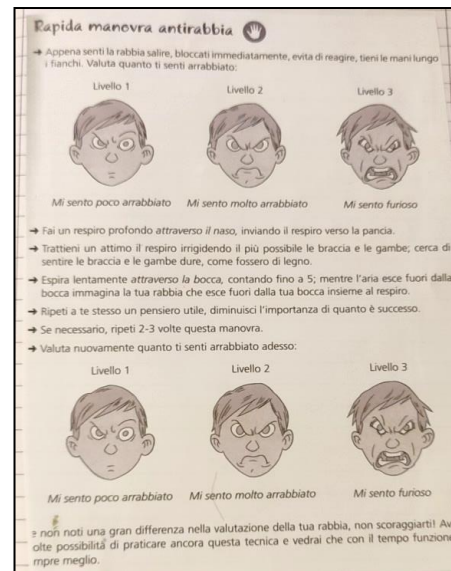 Rapida manovra antirabbia
➔ Appena senti la rabbia salire, bloccati immediatamente, evita di reagire, tieni le mani lungo
i fianchi. Valuta quanto ti senti arrabbiato:
Livello 1 Livello 2 Livello 3
Mi sento poco arrabbiato Mi sento molto arrabbiato Mi sento furioso
➔ Fai un respiro profondo attraverso il naso, inviando il respiro verso la pancia.
➔ Trattieni un attimo il respiro irrigidendo il più possibile le braccia e le gambe; cerca di
sentire le braccia e le gambe dure, come fossero di legno.
➔ Espira lentamente attraverso la bocca, contando fino a 5; mentre l'aria esce fuori dalla
bocca immagina la tua rabbia che esce fuori dalla tua bocca insieme al respiro.
➔ Ripeti a te stesso un pensiero utile, diminuisci l'importanza di quanto è successo.
➔ Se necessario, ripeti 2-3 volte questa manovra.
➔ Valuta nuovamente quanto ti senti arrabbiato adesso:
Livello 1 Livello 2 Livello 3
Mi sento poco arrabbiato Mi sento molto arrabbiato Mi sento furioso
e non noti una gran differenza nella valutazione della tua rabbia, non scoraggiarti! Av
olte possibilità di praticare ancora questa tecnica e vedrai che con il tempo funzione
mpre meglio.